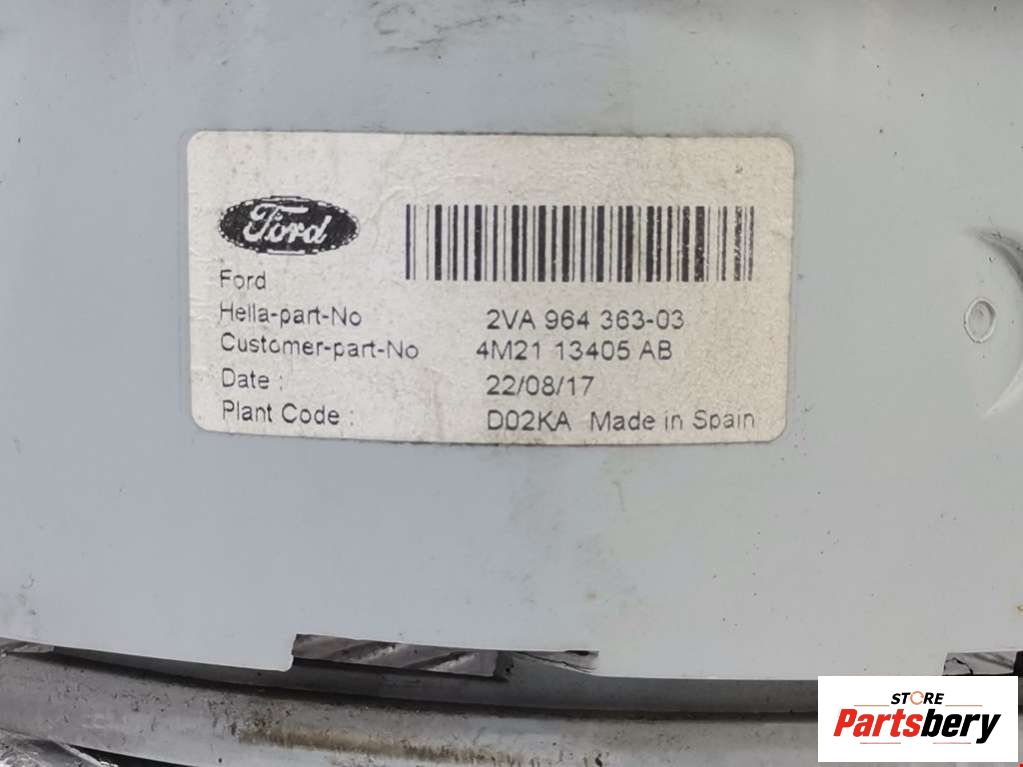 Ford
Ford
Hella-part-No 2VA 964 363-03
Customer-part-No 4M21 13405 AB
Date : 22/08/17
Plant Code : D02KA Made in Spain
STORE
Partsbery